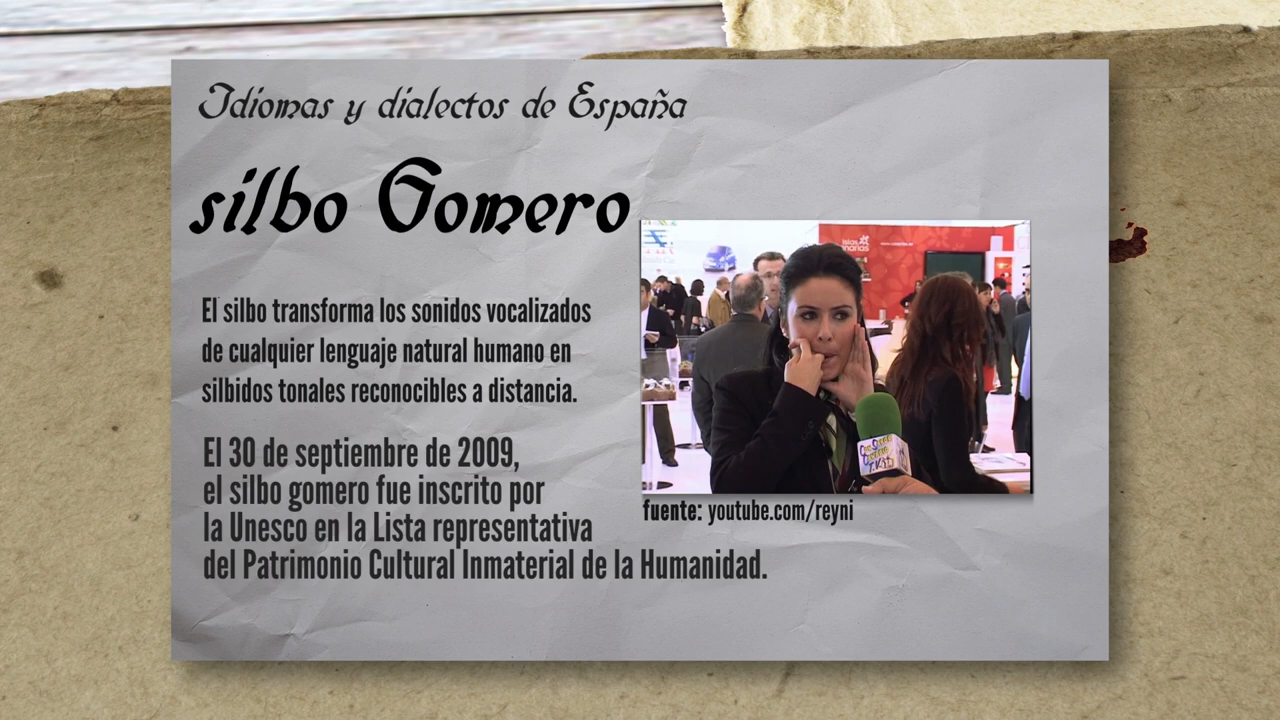 Idiomas y dialectos de España
silbo Gomero
El silbo transforma los sonidos vocalizados
de cualquier lenguaje natural humano en
silbidos tonales reconocibles a distancia.
El 30 de septiembre de 2009,
el silbo gomero fue inscrito por
la Unesco en la Lista representativa
del Patrimonio Cultural Inmaterial de la Humanidad.
islas
fuente: youtube.com/reyni